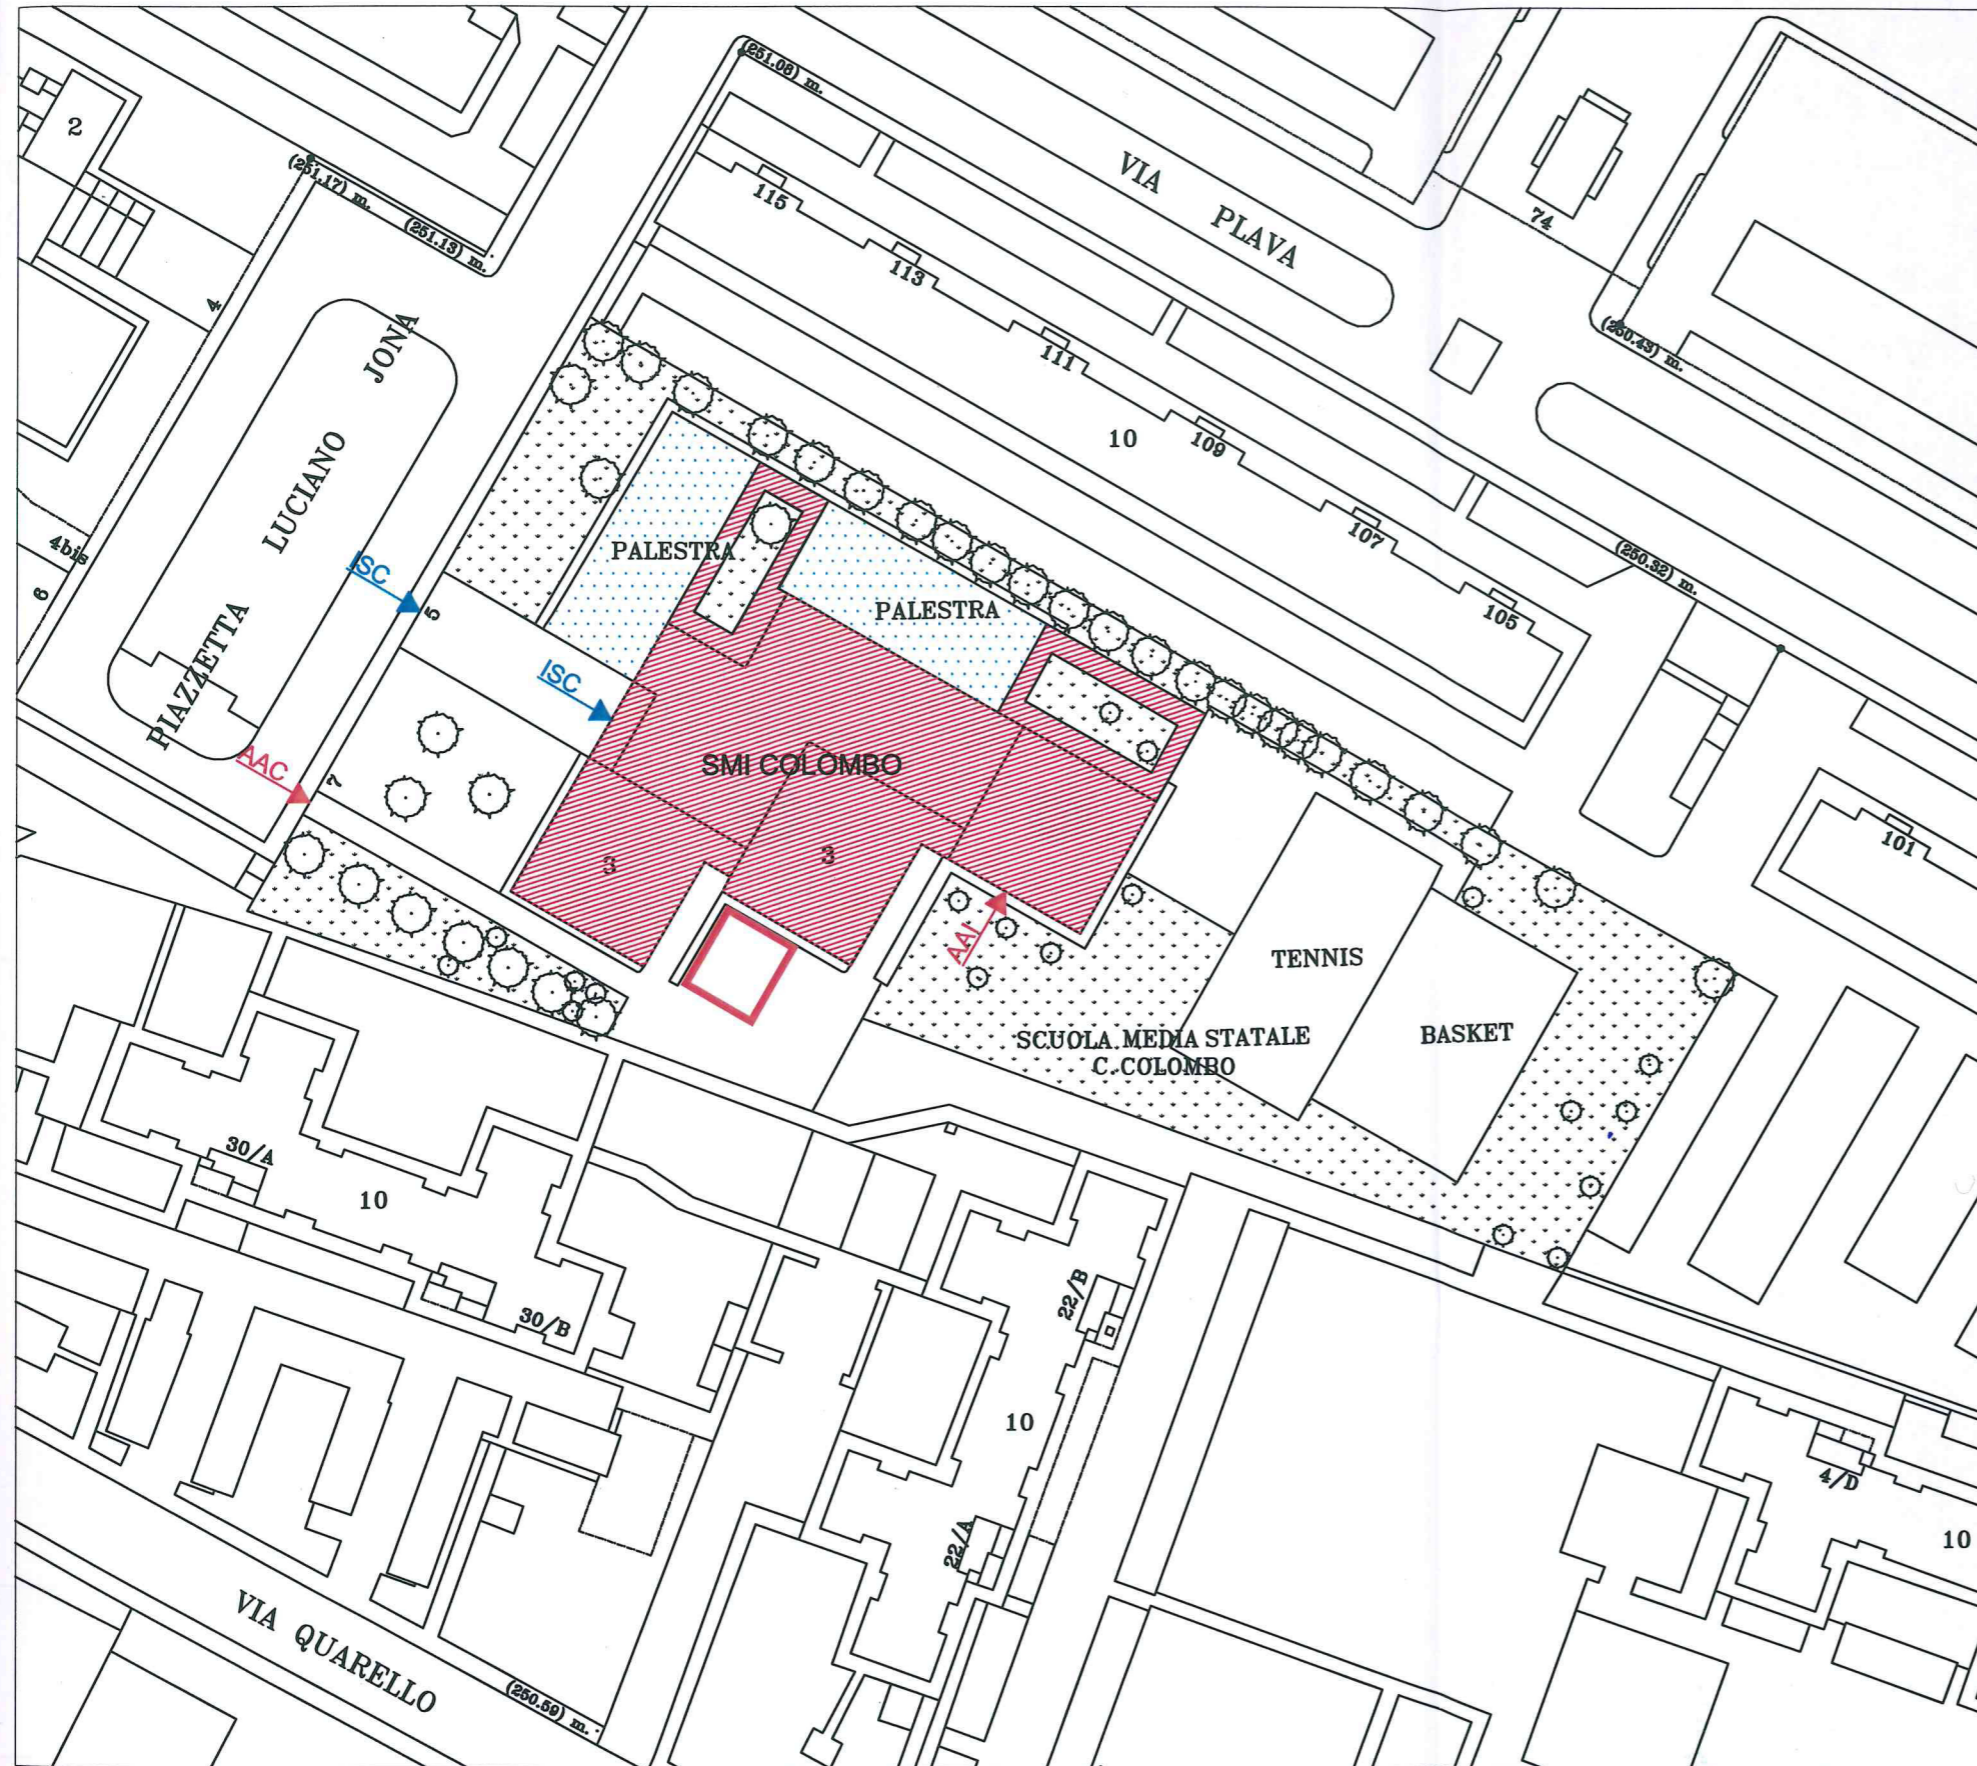 (251.08) m.
2
(251.17) m.
(251.13) m.
VIA
PLAVA
115
74
113
4
JONA
111
(250.43) m.
LUCIANO
10
109
107
4bis
PALESTRA
(250.32) m.
ISC
6
5
PALESTRA
105
PIAZZETTA
ISC
SMI COLOMBO
AAC
7
101
3
3
AAI
TENNIS
SCUOLA MEDIA STATALE
C. COLOMBO
BASKET
30/A
10
22/B
30/B
10
4/D
22/A
10
VIA QUARELLO
(250.59) m.